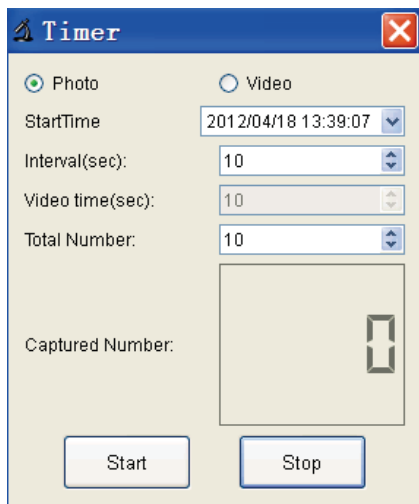 Timer
Photo Video
StartTime 2012/04/18 13:39:07
Interval(sec): 10
Video time(sec): 10
Total Number: 10
Captured Number: 0
Start Stop